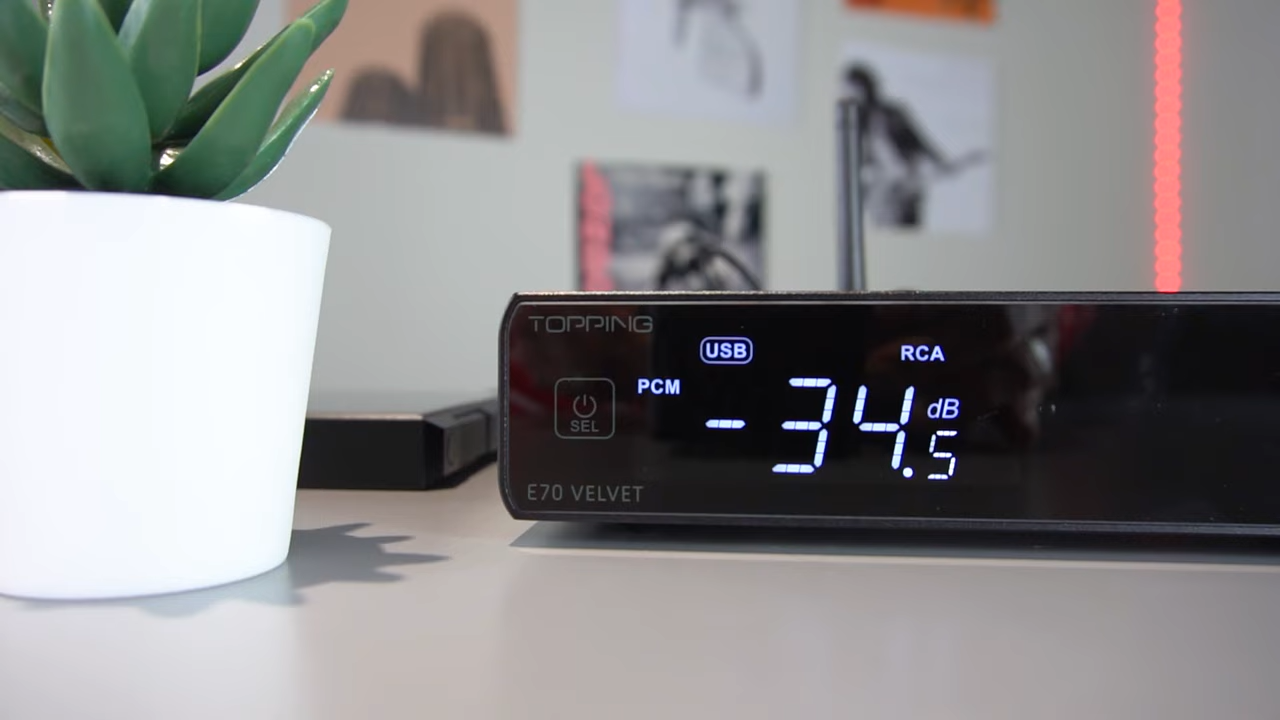 TOPPING
USB
RCA
PCM
-34.5 dB
SEL
E70 VELVET